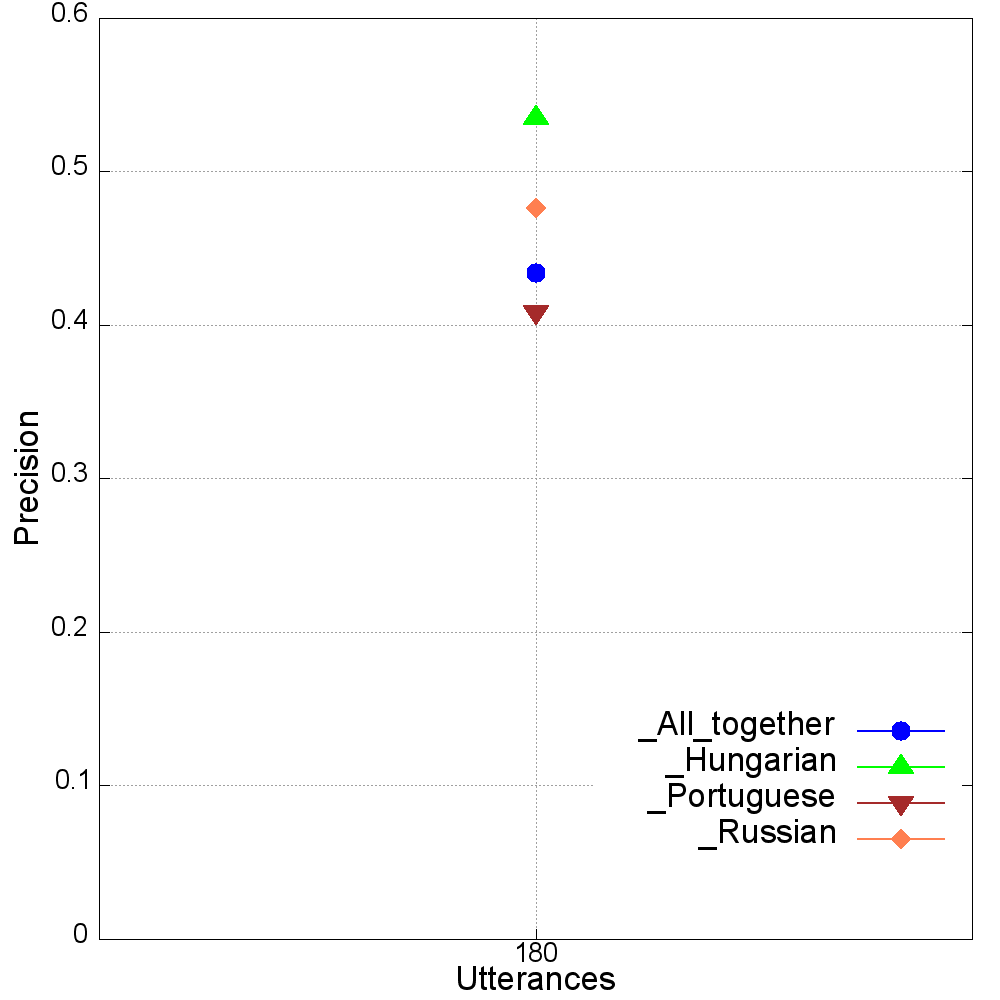 0.6
0.5
0.4
0.3
0.2
0.1
0
Precision
180
Utterances
_All_together
_Hungarian
_Portuguese
_Russian